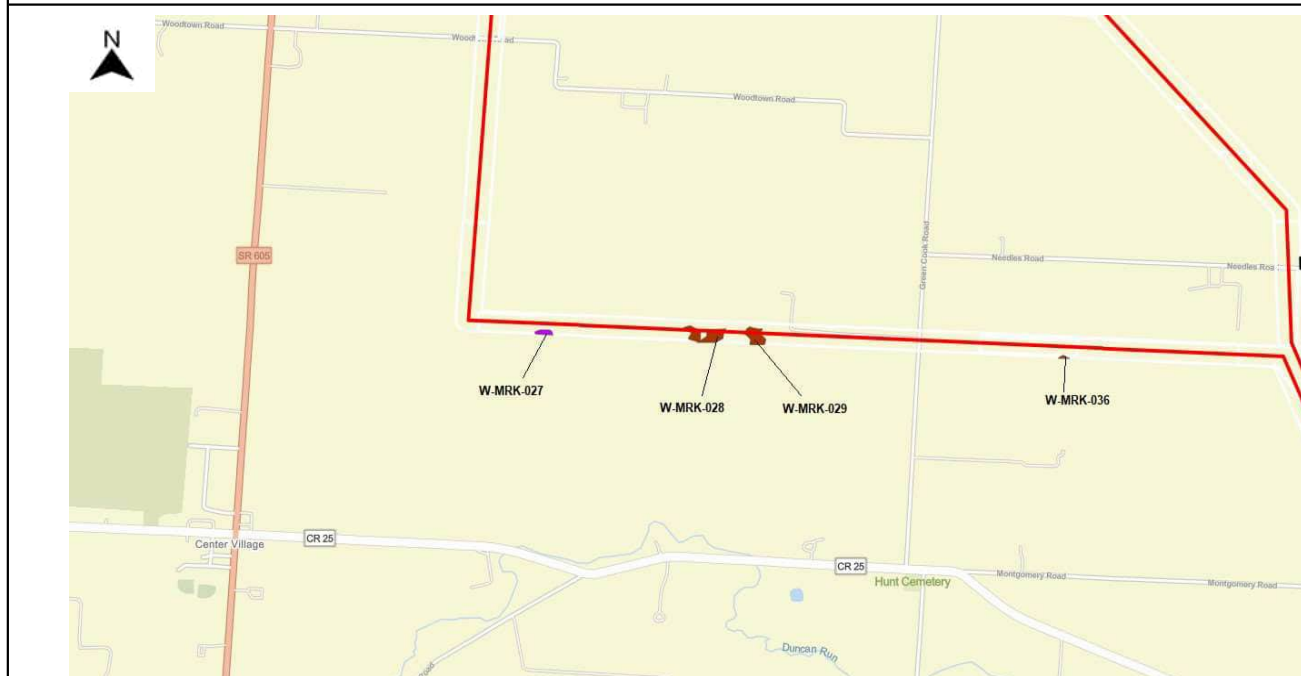 N
Woodtown Road
Woodtown Road
Green Cook Road
SR 605
Needles Road
Needles Roa
W-MRK-027
W-MRK-028
W-MRK-029
W-MRK-036
CR 25
Center Village
CR 25
Hunt Cemetery
Montgomery Road
Montgomery Road
Duncan Run